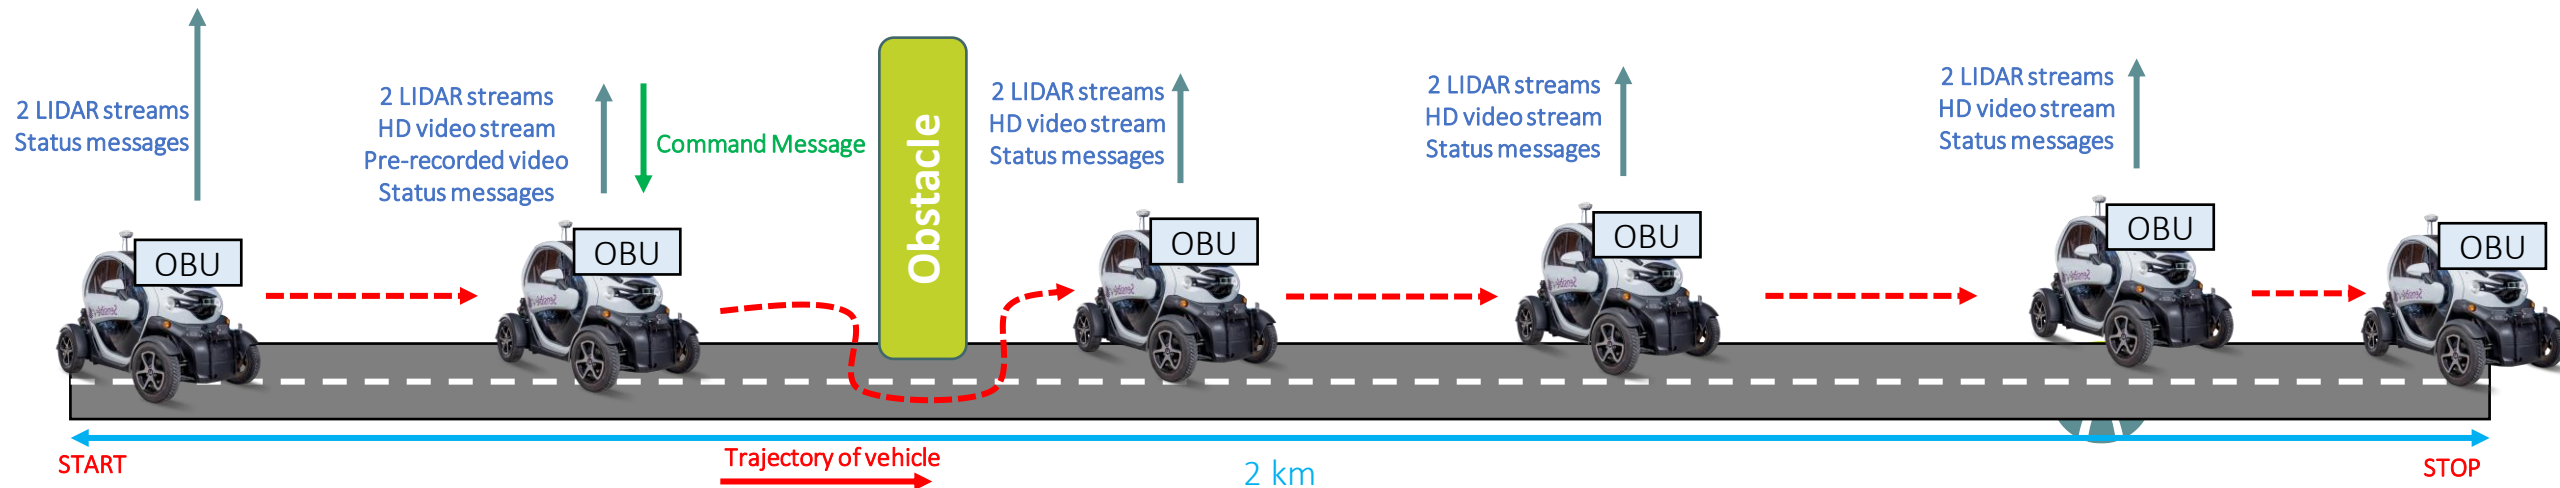 2 LIDAR streams
Status messages
2 LIDAR streams
HD video stream
Pre-recorded video
Status messages
Command Message
Obstacle
2 LIDAR streams
HD video stream
Status messages
2 LIDAR streams
HD video stream
Status messages
2 LIDAR streams
HD video stream
Status messages
OBU
OBU
OBU
OBU
OBU
OBU
START
Trajectory of vehicle
2 km
STOP